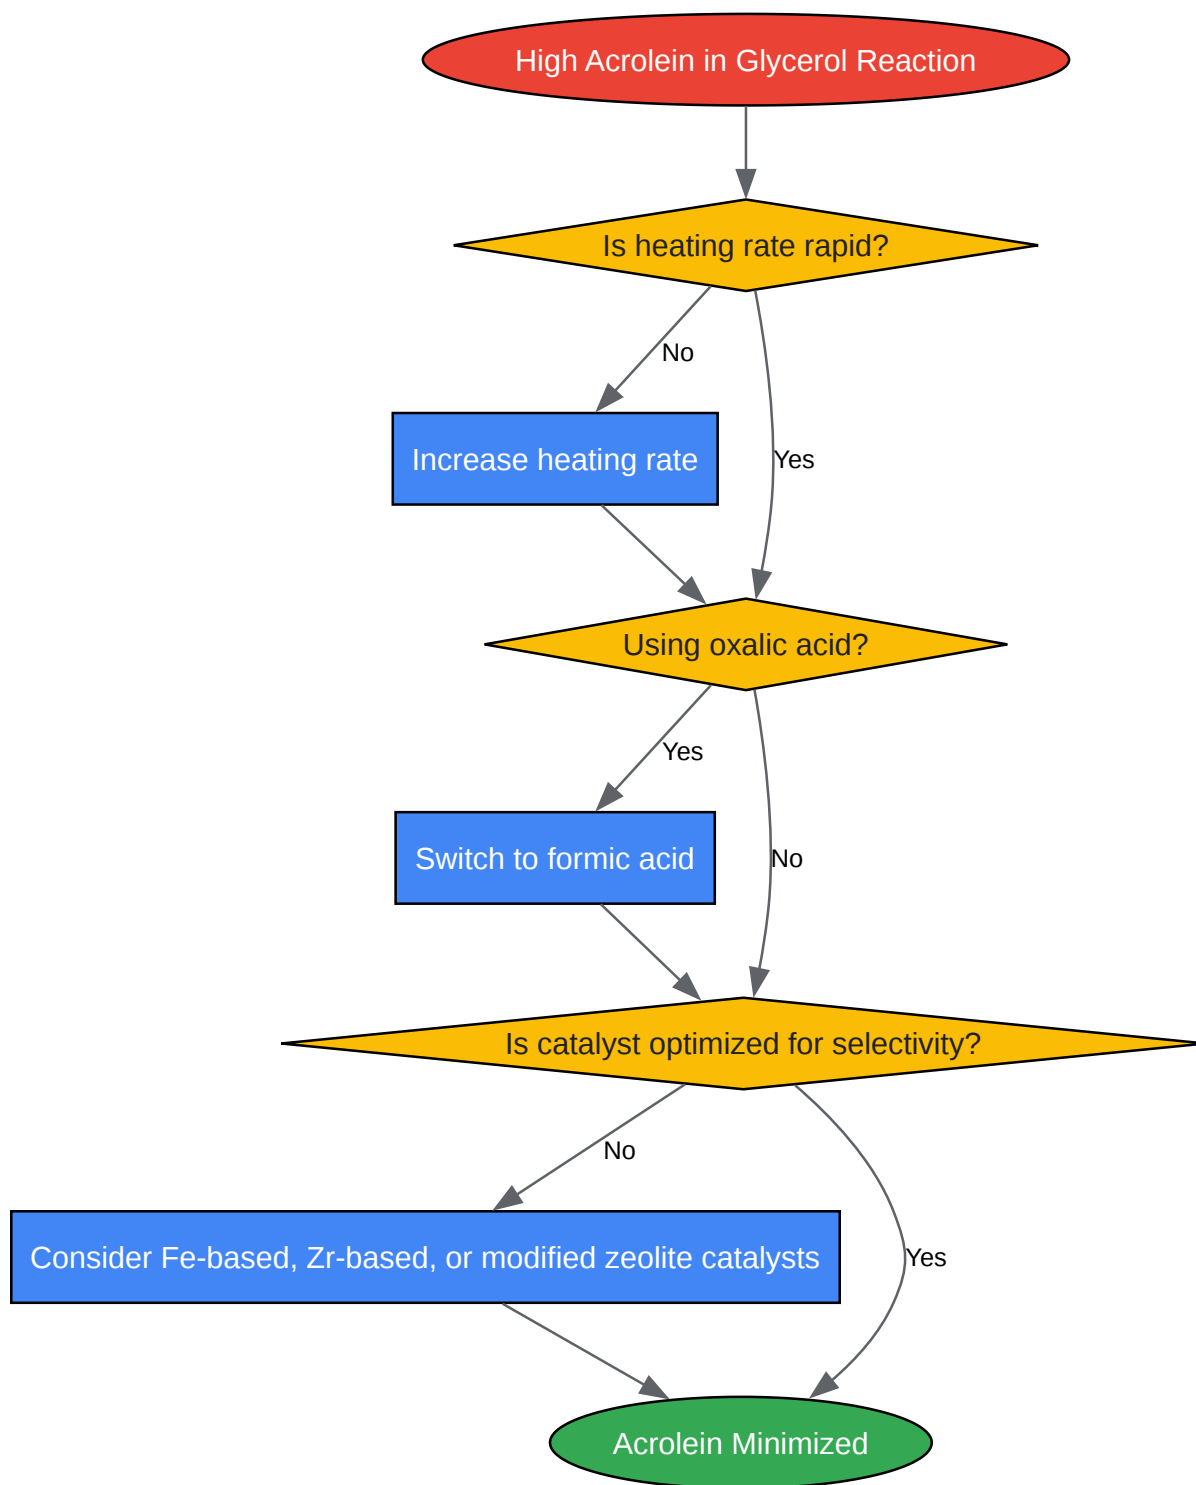 High Acrolein in Glycerol Reaction
Is heating rate rapid?
No
Increase heating rate
Yes
Using oxalic acid?
Yes
Switch to formic acid
No
Is catalyst optimized for selectivity?
No
Consider Fe-based, Zr-based, or modified zeolite catalysts
Yes
Acrolein Minimized